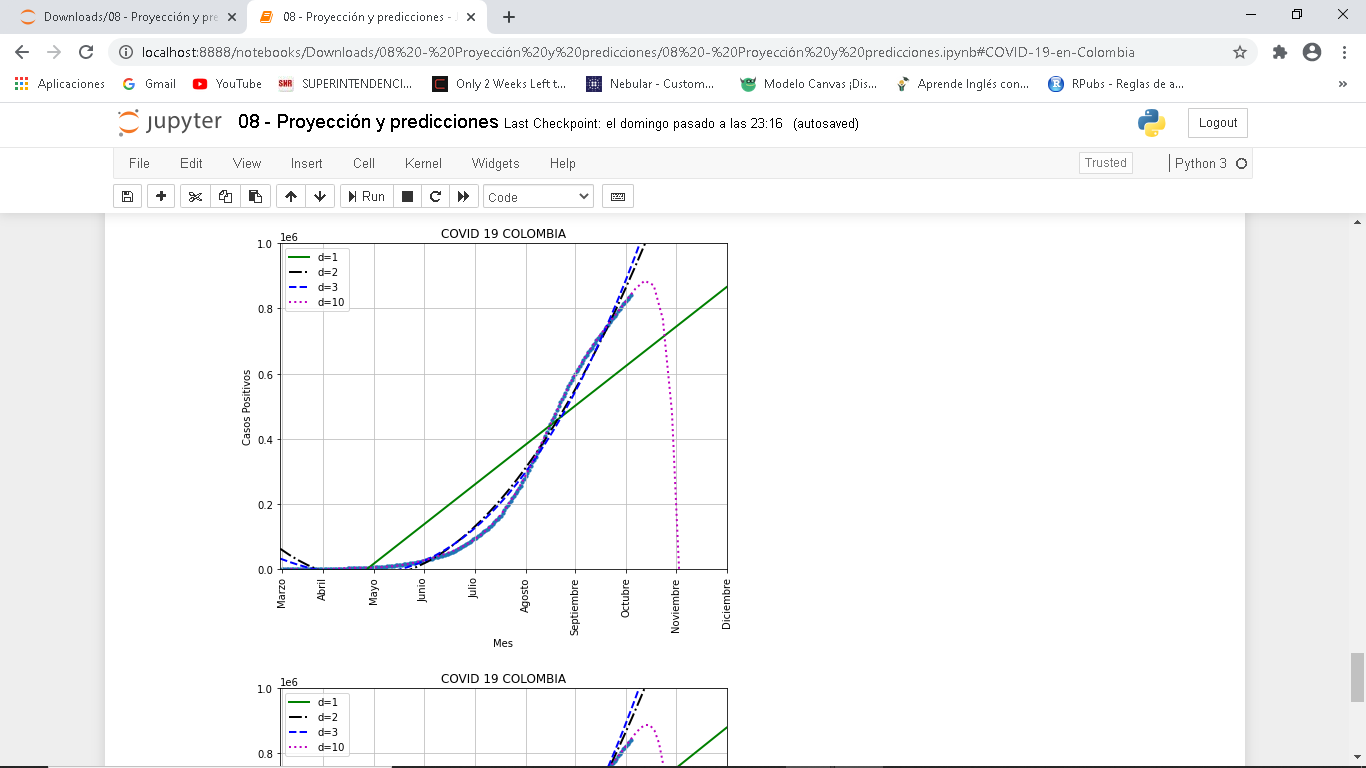 Downloads/08 - Proyección y pre
08 - Proyección y predicciones - J
localhost:8888/notebooks/Downloads/08%20-%20Proyección%20y%20predicciones/08%20-%20Proyección%20y%20predicciones.ipynb#COVID-19-en-Colombia
Aplicaciones Gmail YouTube SHR SUPERINTENDENCI... Only 2 Weeks Left t... Nebular - Custom... Modelo Canvas ¡Dis... Aprende Inglés con... R RPubs - Reglas de a... »
jupyter 08 - Proyección y predicciones Last Checkpoint: el domingo pasado a las 23:16 (autosaved) Logout
File Edit View Insert Cell Kernel Widgets Help Trusted Python 3
Run Code
COVID 19 COLOMBIA
1e6
1.0
0.8
0.6
0.4
0.2
0.0
Casos Positivos
d=1
d=2
d=3
d=10
Marzo Abril Mayo Junio Julio Agosto Septiembre Octubre Noviembre Diciembre
Mes
COVID 19 COLOMBIA
1e6
1.0
0.8
d=1
d=2
d=3
d=10